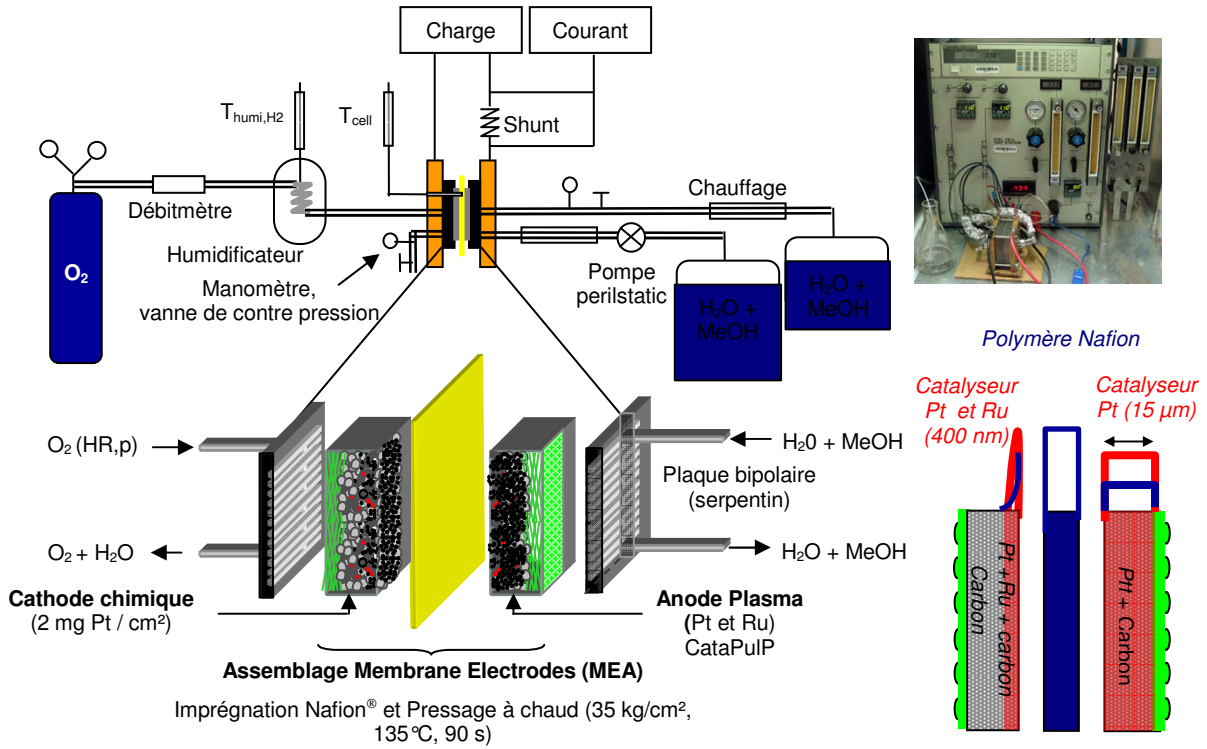 Charge
Courant
T humi,H2
T cell
Shunt
Débitmètre
Chauffage
O₂
Humidificateur
Manomètre,
vanne de contre pression
Pompe
perilstatic
H₂O +
MeOH
H₂O +
MeOH
Polymère Nafion
Catalyseur
Pt et Ru
(400 nm)
Catalyseur
Pt (15 µm)
O₂ (HR,p)
H₂0 + MeOH
Plaque bipolaire
(serpentin)
O₂ + H₂O
H₂O + MeOH
Cathode chimique
(2 mg Pt / cm²)
Anode Plasma
(Pt et Ru)
CataPulP
Assemblage Membrane Electrodes (MEA)
Imprégnation Nafion® et Pressage à chaud (35 kg/cm²,
135°C, 90 s)
Carbon
Pt +Ru + carbon
Ptt + Carbon